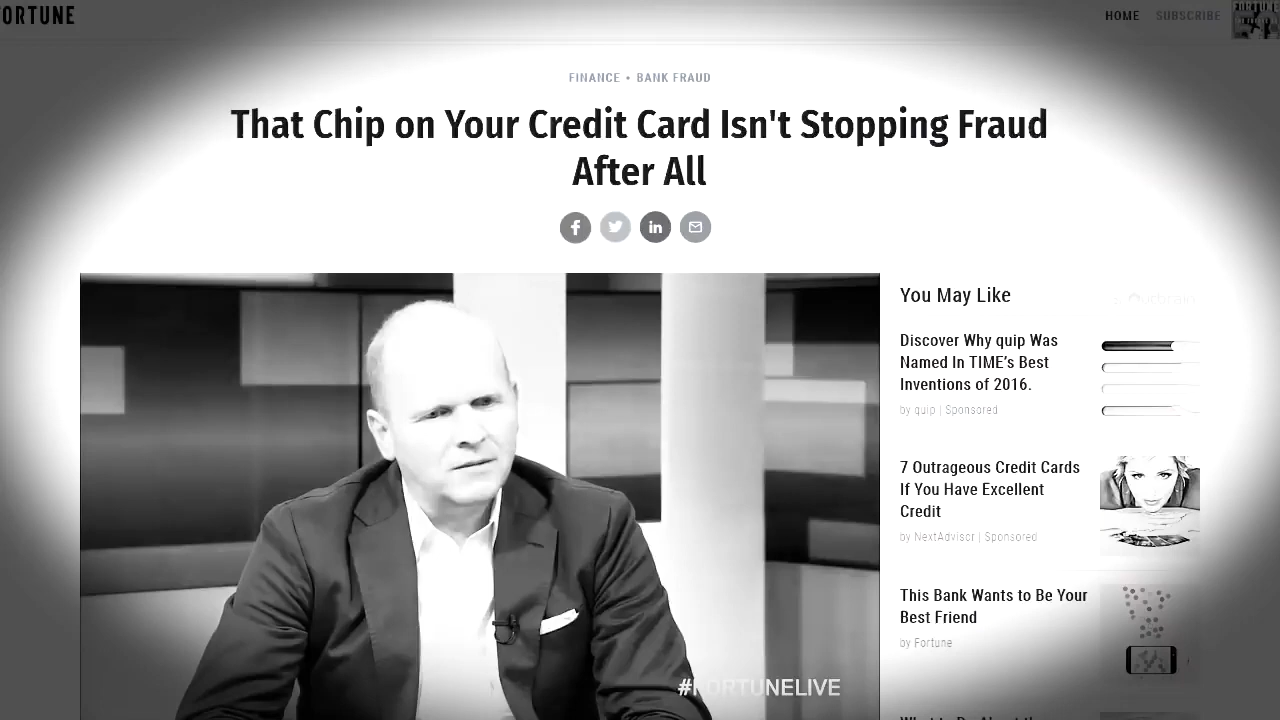 FORTUNE
HOME SUBSCRIBE
FINANCE • BANK FRAUD
That Chip on Your Credit Card Isn't Stopping Fraud
After All
You May Like
Discover Why quip Was
Named In TIME's Best
Inventions of 2016.
by quip | Sponsored
7 Outrageous Credit Cards
If You Have Excellent
Credit
by NextAdvisor | Sponsored
This Bank Wants to Be Your
Best Friend
by Fortune
#FORTUNELIVE